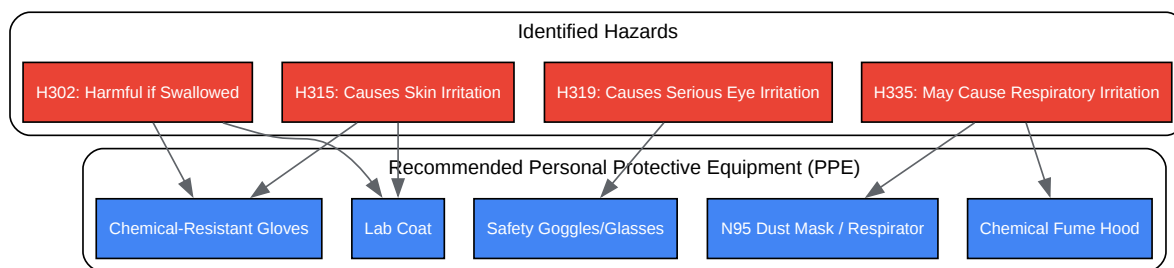 Identified Hazards
H302: Harmful if Swallowed
H315: Causes Skin Irritation
H319: Causes Serious Eye Irritation
H335: May Cause Respiratory Irritation
Recommended Personal Protective Equipment (PPE)
Chemical-Resistant Gloves
Lab Coat
Safety Goggles/Glasses
N95 Dust Mask / Respirator
Chemical Fume Hood